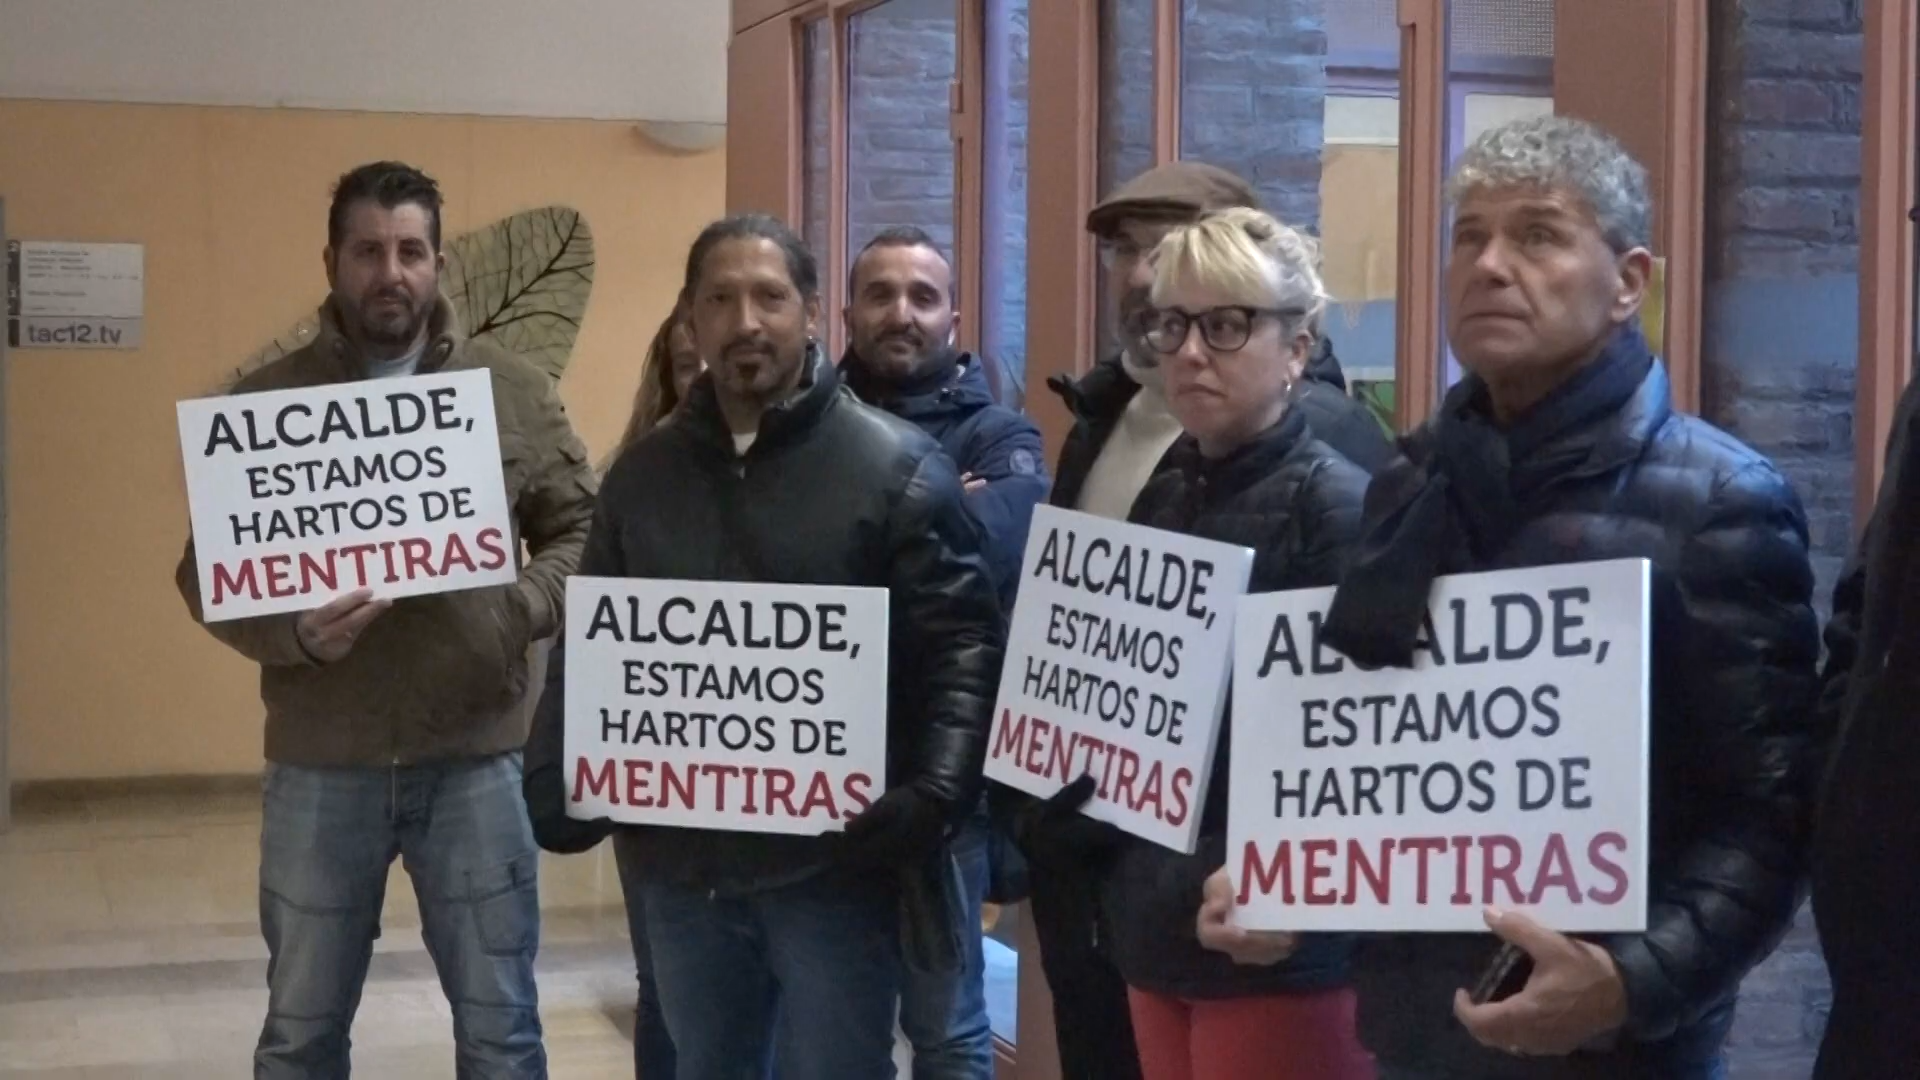 tac12.tv
ALCALDE,
ESTAMOS
HARTOS DE
MENTIRAS
ALCALDE,
ESTAMOS
HARTOS DE
MENTIRAS
ALCALDE,
ESTAMOS
HARTOS DE
MENTIRAS
ALCALDE,
ESTAMOS
HARTOS DE
MENTIRAS